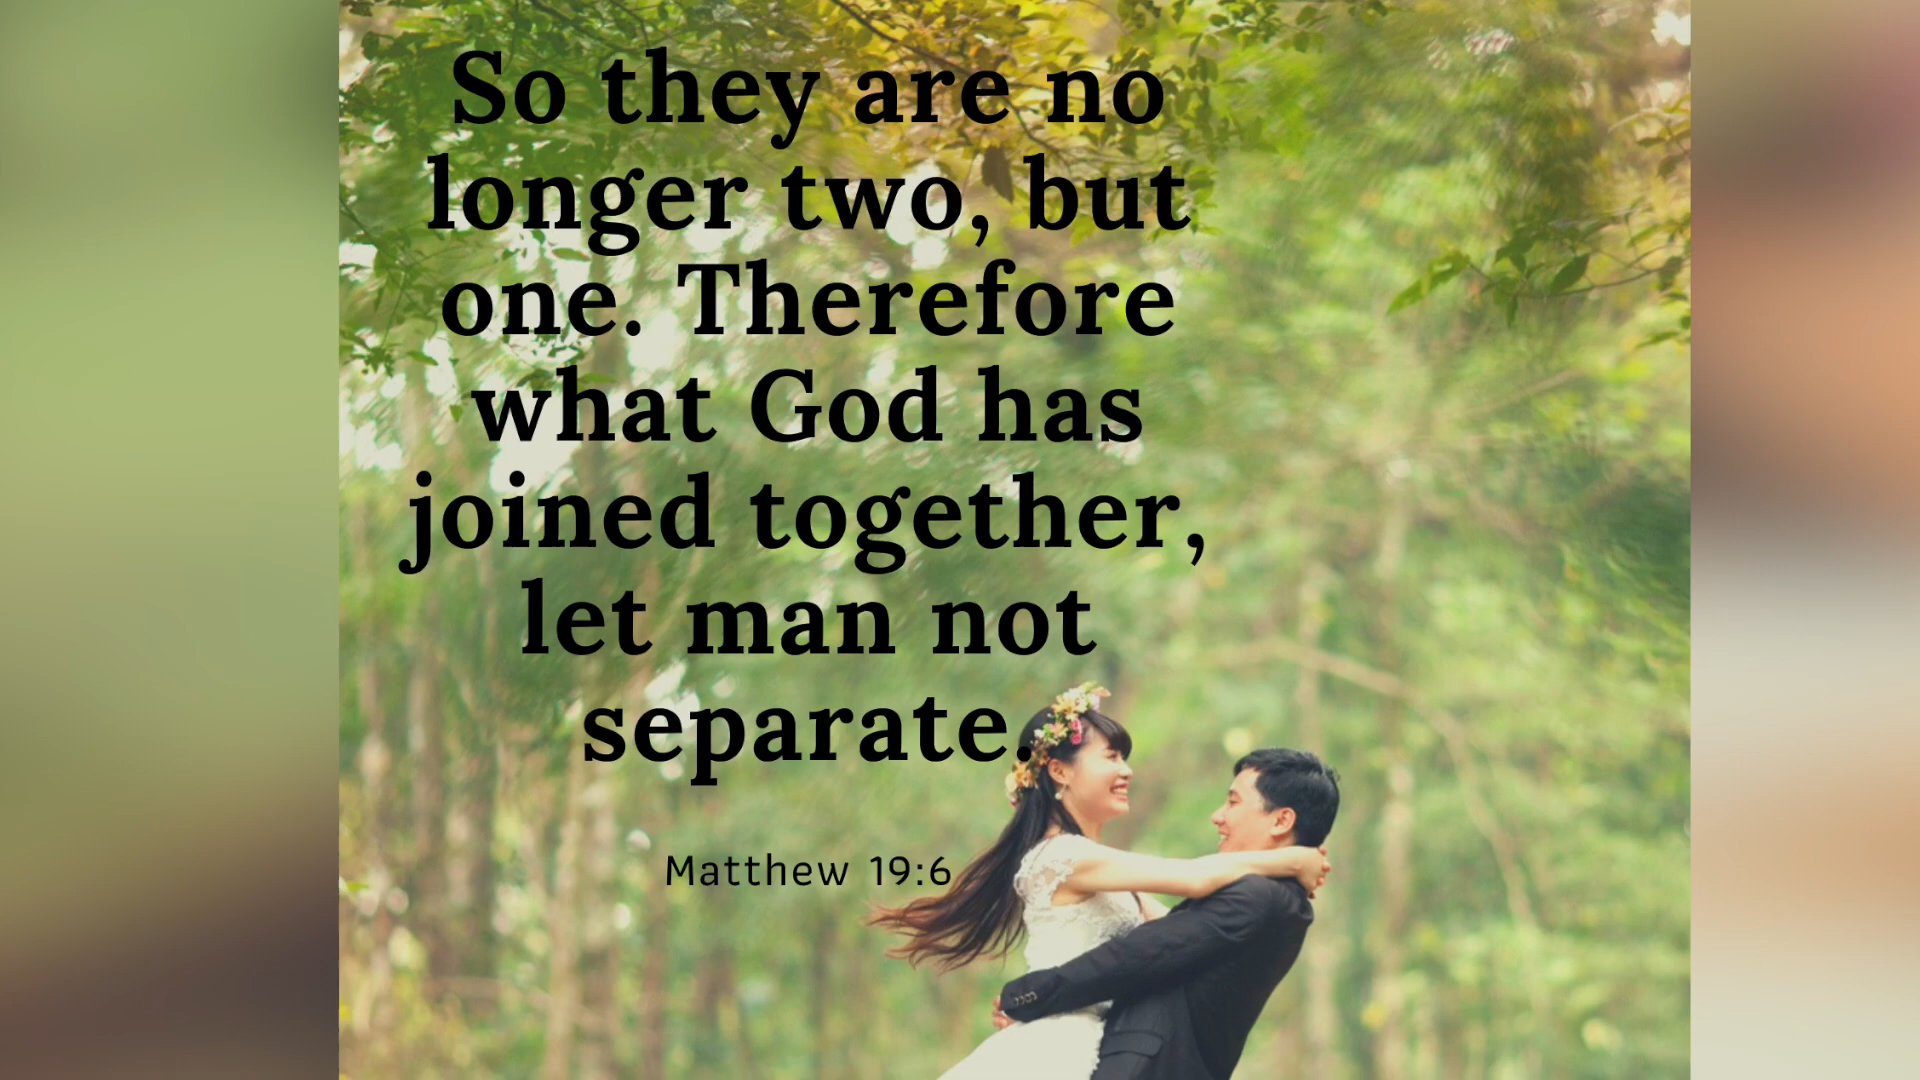 So they are no
longer two, but
one. Therefore
what God has
joined together,
let man not
separate.
Matthew 19:6